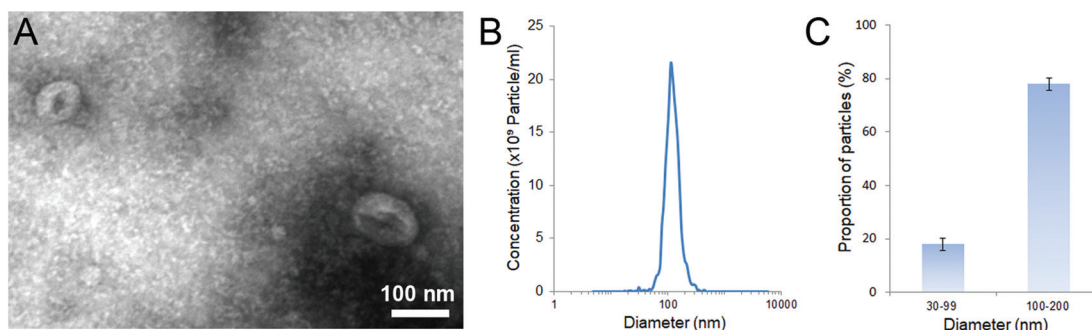 A
100 nm
B
Concentration (x10⁹ Particle/ml)
25
20
15
10
5
0
1
100
10000
Diameter (nm)
C
Proportion of particles (%)
100
80
60
40
20
0
30-99
100-200
Diameter (nm)